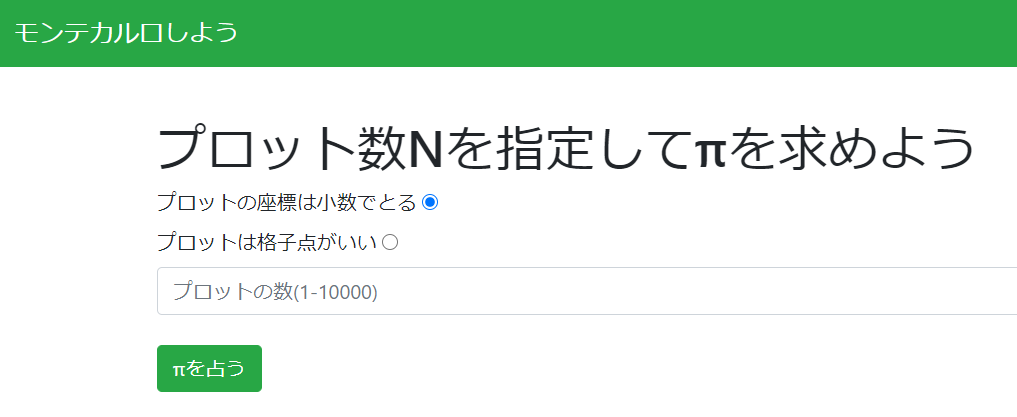 モンテカルロしよう
プロット数Nを指定してπを求めよう
プロットの座標は小数でとる
プロットは格子点がいい
プロットの数(1-10000)
πを占う